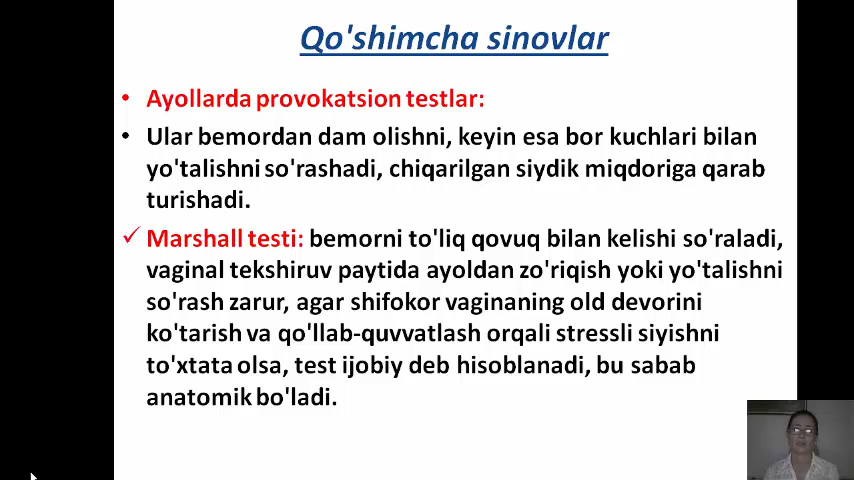 Qo'shimcha sinovlar
• Ayollarda provokatsion testlar:
• Ular bemordan dam olishni, keyin esa bor kuchlari bilan
yo'talishni so'rashadi, chiqarilgan siydik miqdoriga qarab
turishadi.
✓ Marshall testi: bemorni to'liq qovuq bilan kelishi so'raladi,
vaginal tekshiruv paytida ayoldan zo'riqish yoki yo'talishni
so'rash zarur, agar shifokor vaginaning old devorini
ko'tarish va qo'llab-quvvatlash orqali stressli siyishni
to'xtata olsa, test ijobiy deb hisoblanadi, bu sabab
anatomik bo'ladi.